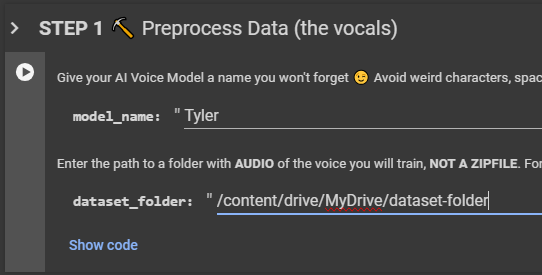 STEP 1 ⛏ Preprocess Data (the vocals)
Give your AI Voice Model a name you won't forget 😉 Avoid weird characters, spac
model_name: " Tyler
Enter the path to a folder with AUDIO of the voice you will train, NOT A ZIPFILE. For
dataset_folder: " /content/drive/MyDrive/dataset-folder
Show code